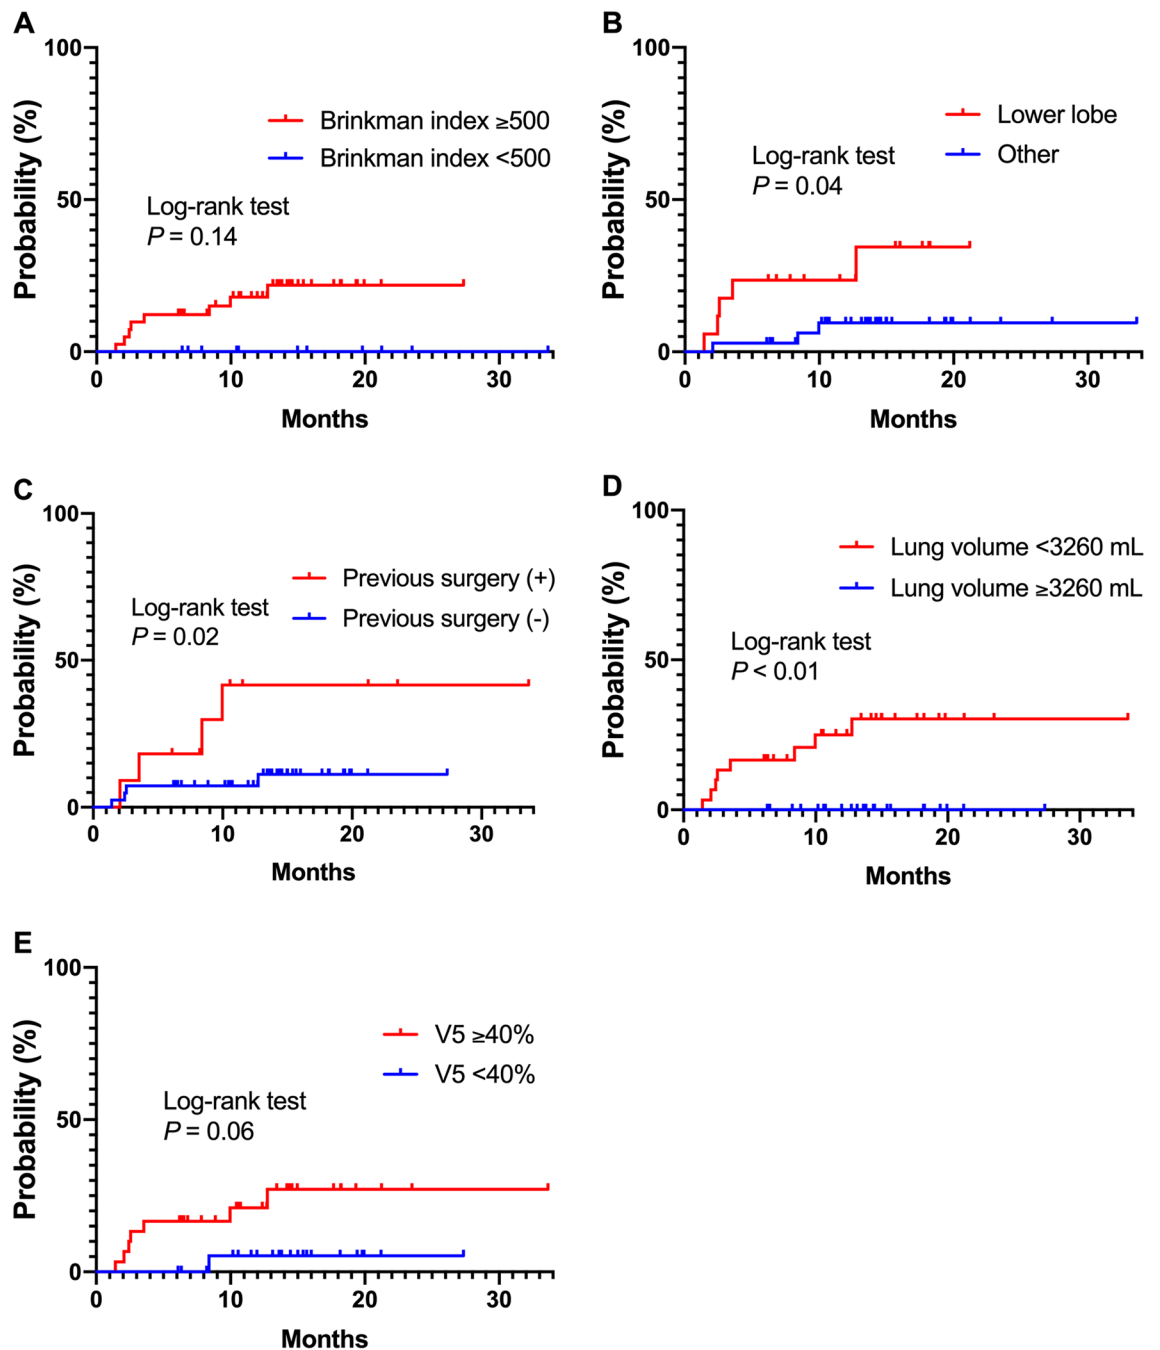 A
100
50
0
Probability (%)
Brinkman index ≥500
Brinkman index <500
Log-rank test
P = 0.14
0 10 20 30
Months
B
100
50
0
Probability (%)
Lower lobe
Other
Log-rank test
P = 0.04
0 10 20 30
Months
C
100
50
0
Probability (%)
Previous surgery (+)
Previous surgery (-)
Log-rank test
P = 0.02
0 10 20 30
Months
D
100
50
0
Probability (%)
Lung volume <3260 mL
Lung volume ≥3260 mL
Log-rank test
P < 0.01
0 10 20 30
Months
E
100
50
0
Probability (%)
V5 ≥40%
V5 <40%
Log-rank test
P = 0.06
0 10 20 30
Months